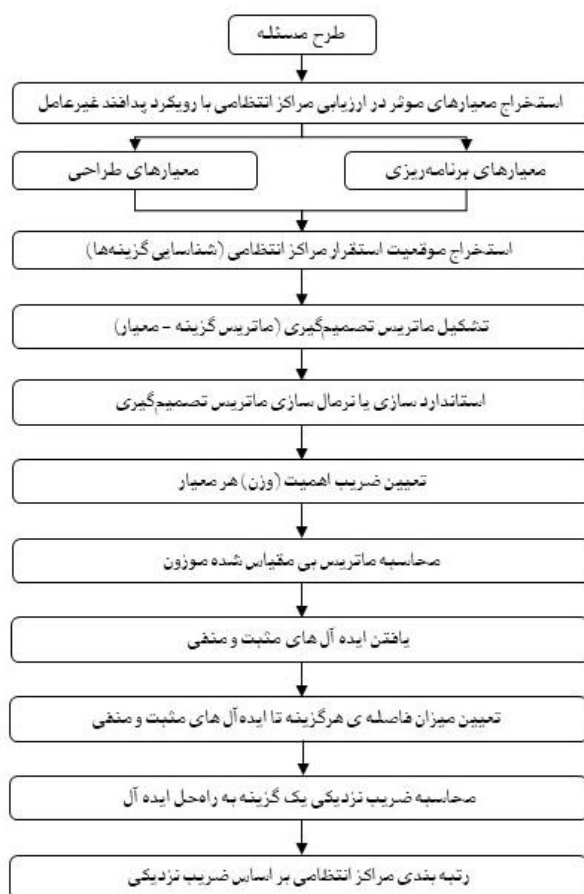 طرح مسئله
استخراج معیارهای موثر در ارزیابی مراکز انتظامی با رویکرد پدافند غیرعامل
معیارهای برنامه‌ریزی
معیارهای طراحی
استخراج موقعیت استقرار مراکز انتظامی (شناسایی گزینه‌ها)
تشکیل ماتریس تصمیم‌گیری (ماتریس گزینه - معیار)
استاندارد سازی یا نرمال سازی ماتریس تصمیم‌گیری
تعیین ضریب اهمیت (وزن) هر معیار
محاسبه ماتریس بی مقیاس شده موزون
یافتن ایده آل های مثبت و منفی
تعیین میزان فاصله ی هرگزینه تا ایده‌آل های مثبت و منفی
محاسبه ضریب نزدیکی یک گزینه به راه‌حل ایده آل
رتبه بندی مراکز انتظامی بر اساس ضریب نزدیکی